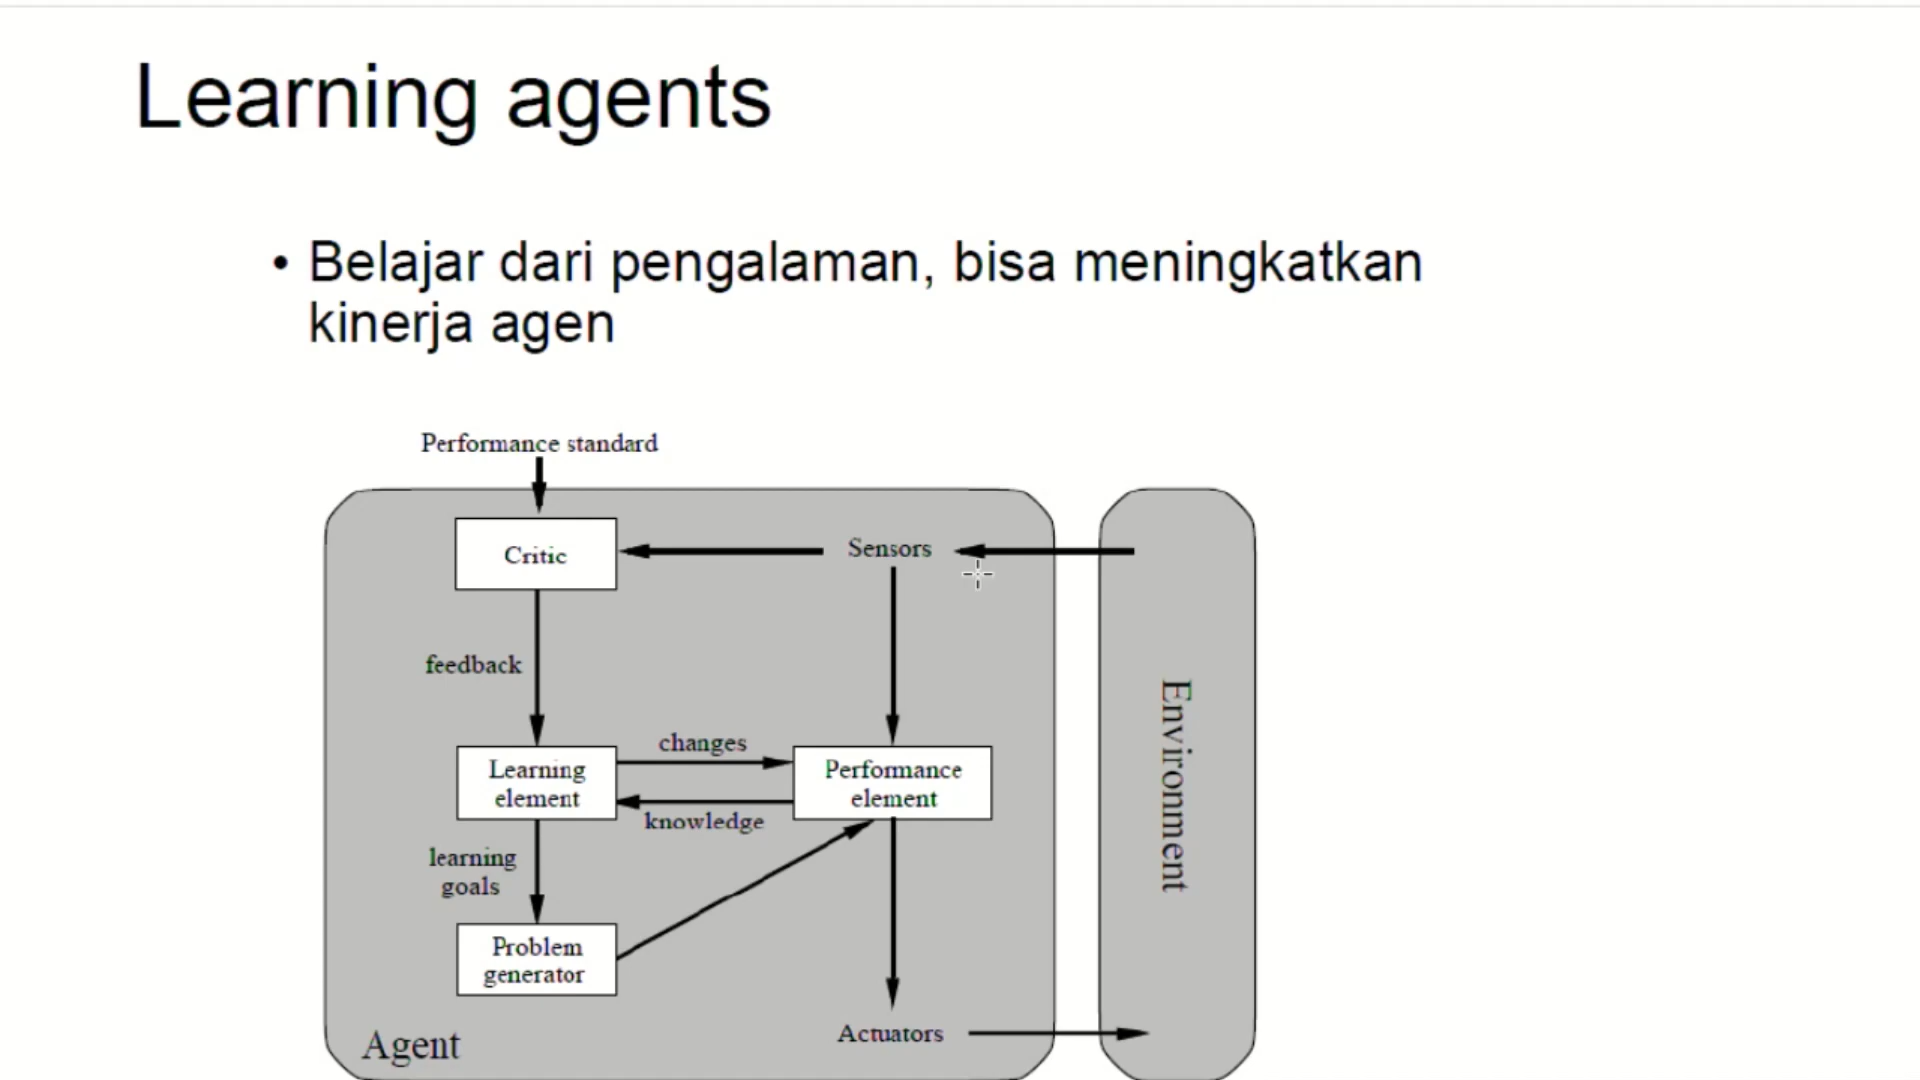 Learning agents
• Belajar dari pengalaman, bisa meningkatkan
kinerja agen
Performance standard
Critic
Sensors
feedback
changes
Learning
element
Performance
element
knowledge
learning
goals
Problem
generator
Agent
Actuators
Environment